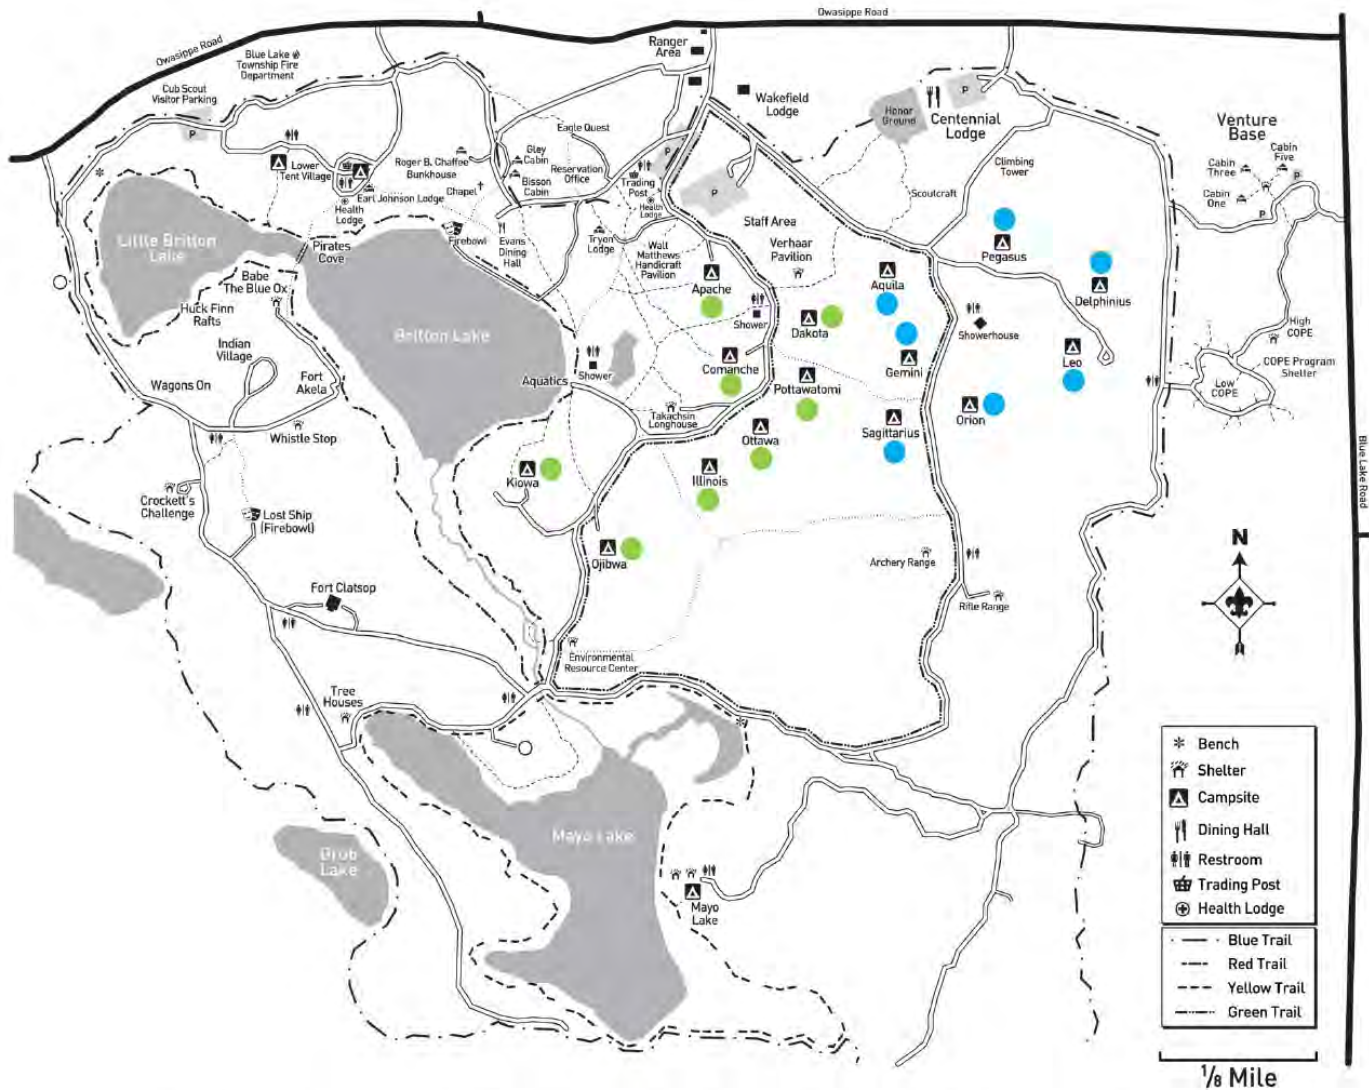 Owasippe Road
Owasippe Road
Blue Lake
Township Fire
Department
Ranger
Area
Cub Scout
Visitor Parking
P
Wakefield
Lodge
Honor
Ground
P
Centennial
Lodge
Venture
Base
Cabin
Five
Cabin
Three
P
Cabin
One
P
Eagle Quest
P
Gley
Cabin
Roger B. Chaffee
Bunkhouse
Reservation
Office
Bisson
Cabin
Trading
Post
Health
Lodge
P
Climbing
Tower
Scoutcraft
Lower
Tent Village
Earl Johnson Lodge
Health
Lodge
Chapel
Firebowl
Evans
Dining
Hall
Tryon
Lodge
Walt
Matthews
Handicraft
Pavilion
Staff Area
Verhaar
Pavilion
Little Britton
Lake
Pirates
Cove
Babe
The Blue Ox
Huck Finn
Rafts
Apache
Aquila
Pegasus
Delphinius
Shower
Dakota
Gemini
Showerhouse
Leo
High
COPE
COPE Program
Shelter
Low
COPE
Indian
Village
Britton Lake
Wagons On
Fort
Akela
Aquatics
Shower
Comanche
Pottawatomi
Takachsin
Longhouse
Orion
Whistle Stop
Ottawa
Sagittarius
Blue Lake Road
Kiowa
Illinois
Crockett's
Challenge
Lost Ship
(Firebowl)
Ojibwa
Archery Range
N
Fort Clatsop
Rifle Range
Environmental
Resource Center
Tree
Houses
Mayo Lake
Grub
Lake
Mayo
Lake
Bench
Shelter
Campsite
Dining Hall
Restroom
Trading Post
Health Lodge
Blue Trail
Red Trail
Yellow Trail
Green Trail
1/8 Mile